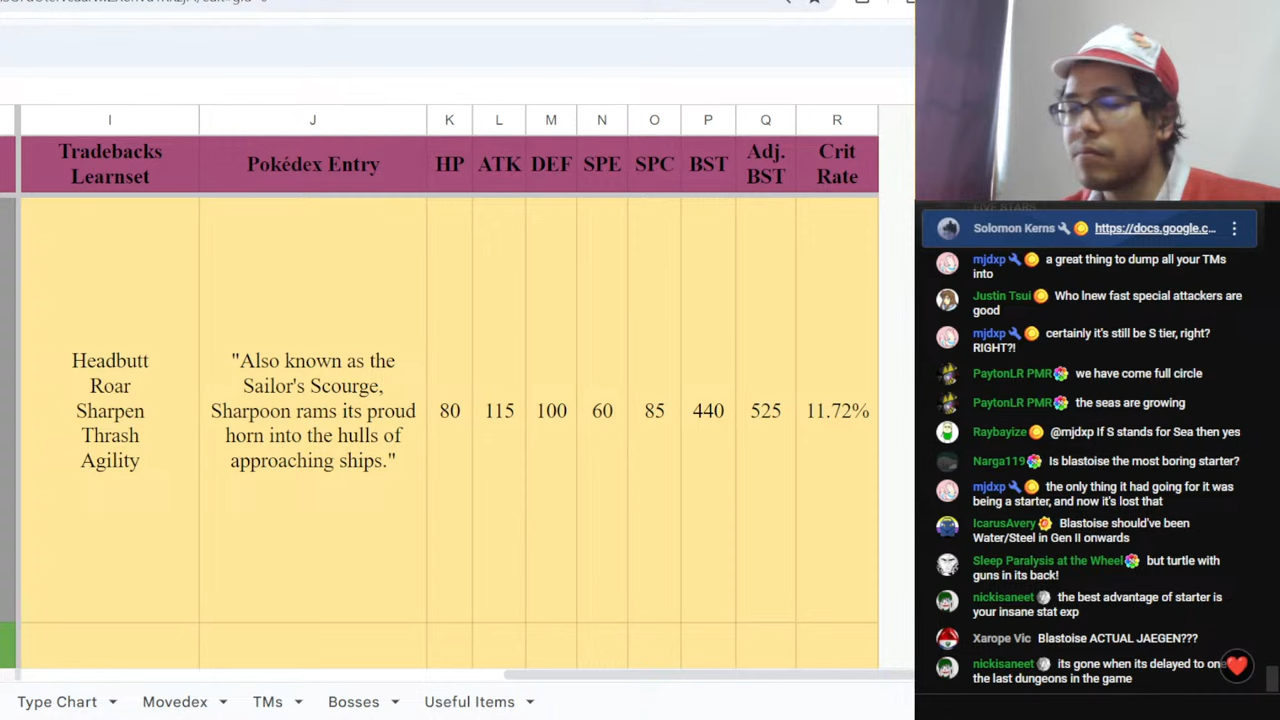 I J K L M N O P Q R
Tradebacks
Learnset
Pokédex Entry
HP
ATK
DEF
SPE
SPC
BST
Adj.
BST
Crit
Rate
Headbutt
Roar
Sharpen
Thrash
Agility
"Also known as the
Sailor's Scourge,
Sharpoon rams its proud
horn into the hulls of
approaching ships."
80
115
100
60
85
440
525
11.72%
Type Chart
Movedex
TMs
Bosses
Useful Items
FIVE STARS
Solomon Kerns https://docs.google.c...
mjdxp a great thing to dump all your TMs
into
Justin Tsui Who lnew fast special attackers are
good
mjdxp certainly it's still be S tier, right?
RIGHT?!
PaytonLR PMR we have come full circle
PaytonLR PMR the seas are growing
Raybayize @mjdxp If S stands for Sea then yes
Narga119 Is blastoise the most boring starter?
mjdxp the only thing it had going for it was
being a starter, and now it's lost that
IcarusAvery Blastoise should've been
Water/Steel in Gen II onwards
Sleep Paralysis at the Wheel but turtle with
guns in its back!
nickisaneet the best advantage of starter is
your insane stat exp
Xarope Vic Blastoise ACTUAL JAEGEN???
nickisaneet its gone when its delayed to one
the last dungeons in the game